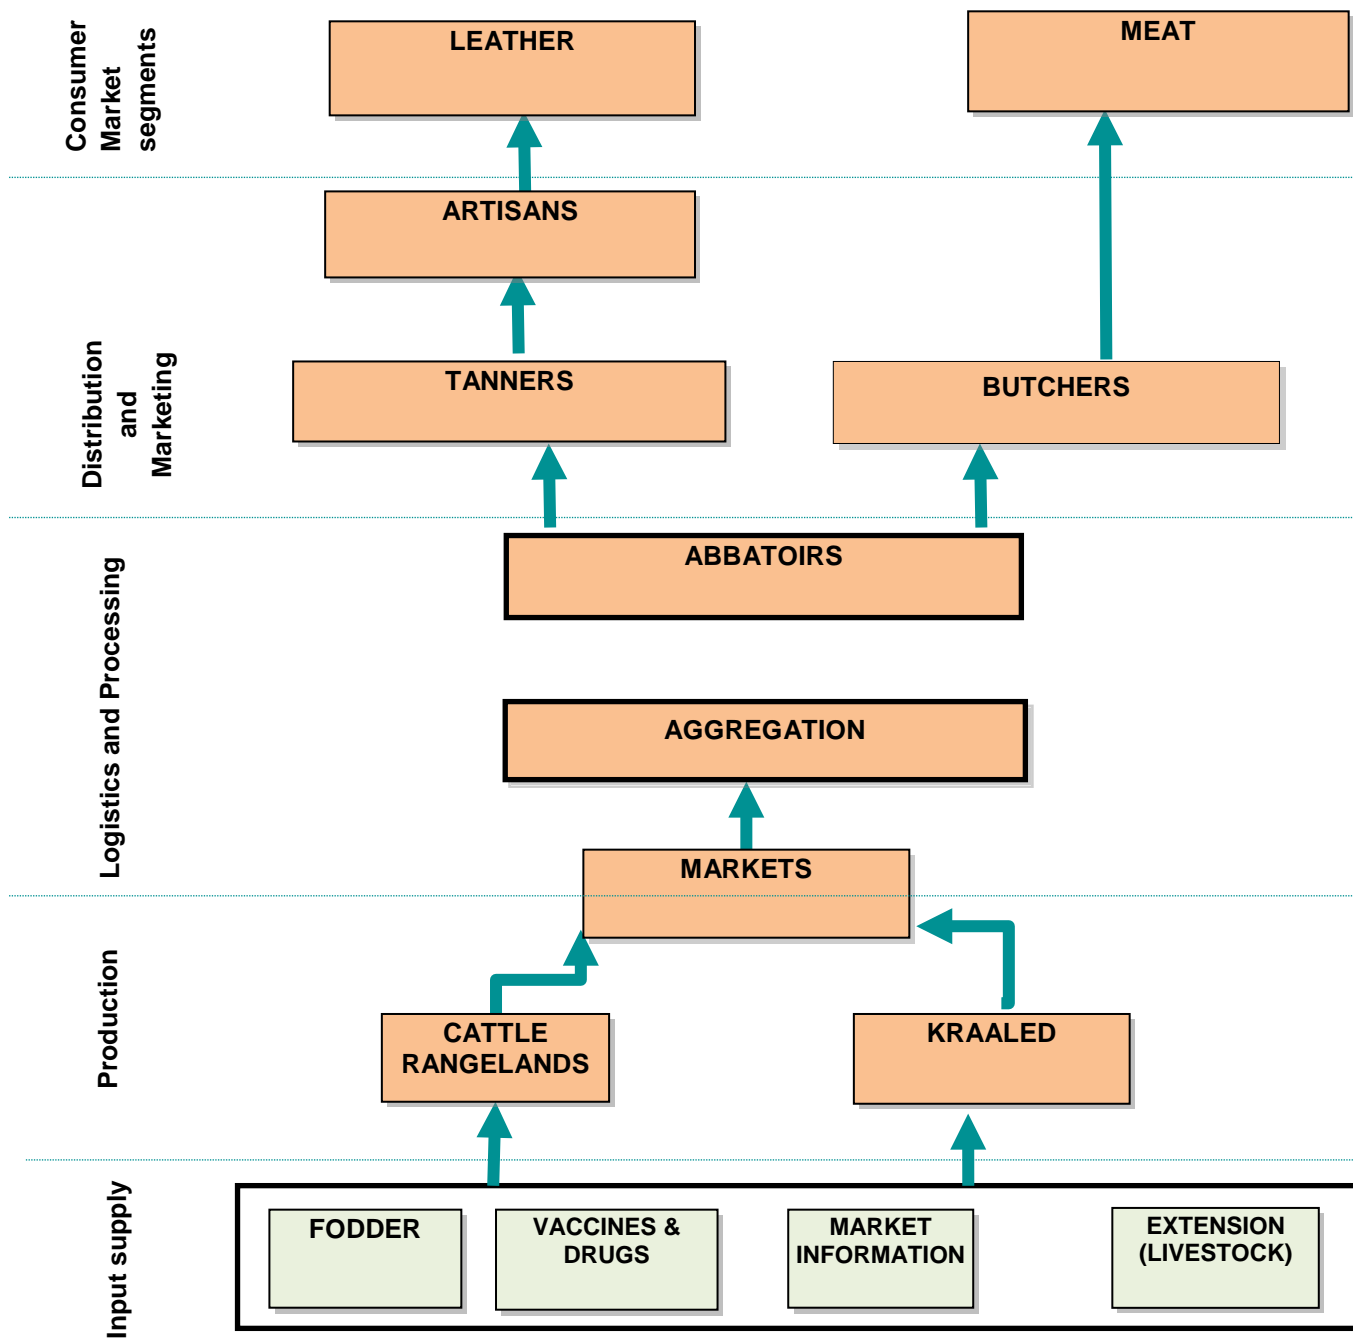 Consumer
Market
segments
LEATHER
MEAT
ARTISANS
Distribution
and
Marketing
TANNERS
BUTCHERS
Logistics and Processing
ABBATOIRS
AGGREGATION
MARKETS
Production
CATTLE
RANGELANDS
KRAALED
Input supply
FODDER
VACCINES &
DRUGS
MARKET
INFORMATION
EXTENSION
(LIVESTOCK)